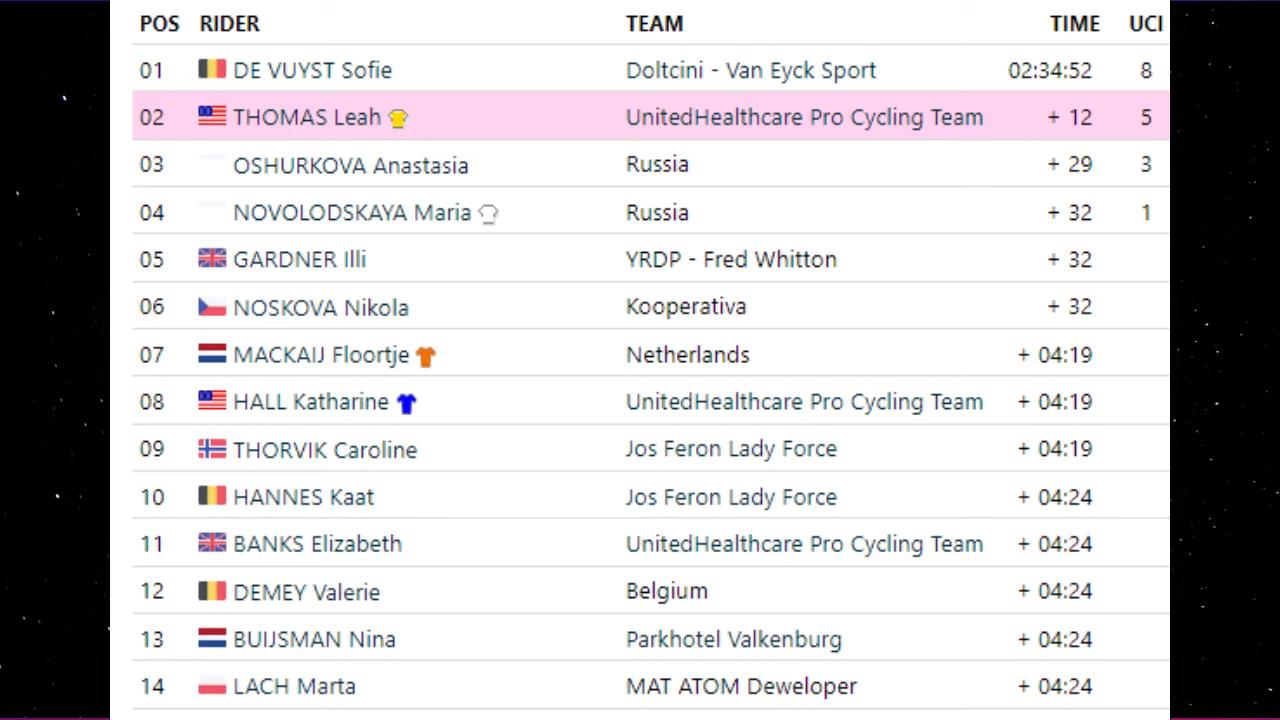 POS RIDER TEAM TIME UCI
01 DE VUYST Sofie Doltcini - Van Eyck Sport 02:34:52 8
02 THOMAS Leah UnitedHealthcare Pro Cycling Team + 12 5
03 OSHURKOVA Anastasia Russia + 29 3
04 NOVOLODSKAYA Maria Russia + 32 1
05 GARDNER Illi YRDP - Fred Whitton + 32
06 NOSKOVA Nikola Kooperativa + 32
07 MACKAIJ Floortje Netherlands + 04:19
08 HALL Katharine UnitedHealthcare Pro Cycling Team + 04:19
09 THORVIK Caroline Jos Feron Lady Force + 04:19
10 HANNES Kaat Jos Feron Lady Force + 04:24
11 BANKS Elizabeth UnitedHealthcare Pro Cycling Team + 04:24
12 DEMEY Valerie Belgium + 04:24
13 BUIJSMAN Nina Parkhotel Valkenburg + 04:24
14 LACH Marta MAT ATOM Deweloper + 04:24